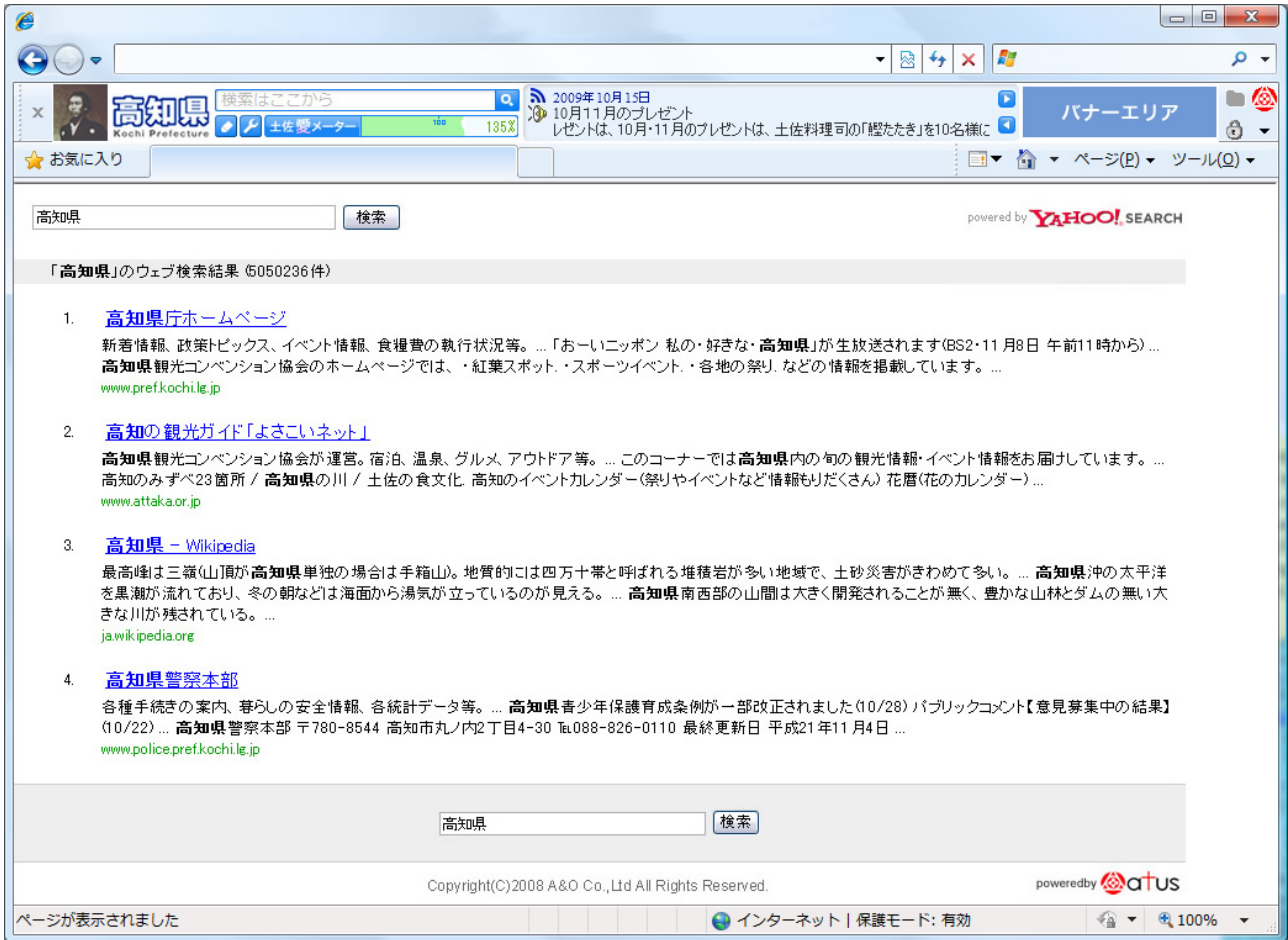 高知県
Kochi Prefecture
検索はここから
土佐愛メーター
100
135%
2009年10月15日
10月11月のプレゼント
レゼントは、10月・11月のプレゼントは、土佐料理司の「鰹たたき」を10名様に
バナーエリア
お気に入り
ページ(P)
ツール(O)
高知県
検索
powered by YAHOO! SEARCH
「高知県」のウェブ検索結果 (5050236件)
1. 高知県庁ホームページ
新着情報、政策トピックス、イベント情報、食糧費の執行状況等。 ... 「おーいニッポン 私の・好きな・高知県」が生放送されます(BS2・11月8日 午前11時から) ...
高知県観光コンベンション協会のホームページでは、・紅葉スポット. ・スポーツイベント. ・各地の祭り. などの情報を掲載しています。 ...
www.pref.kochi.lg.jp
2. 高知の観光ガイド「よさこいネット」
高知県観光コンベンション協会が運営。宿泊、温泉、グルメ、アウトドア等。 ... このコーナーでは高知県内の旬の観光情報・イベント情報をお届けしています。 ...
高知のみずべ23箇所 / 高知県の川 / 土佐の食文化. 高知のイベントカレンダー(祭りやイベントなど情報もりだくさん) 花暦(花のカレンダー) ...
www.attaka.or.jp
3. 高知県 - Wikipedia
最高峰は三嶺(山頂が高知県単独の場合は手箱山)。地質的には四万十帯と呼ばれる堆積岩が多い地域で、土砂災害がきわめて多い。 ... 高知県沖の太平洋
を黒潮が流れており、冬の朝などは海面から湯気が立っているのが見える。 ... 高知県南西部の山間は大きく開発されることが無く、豊かな山林とダムの無い大
きな川が残されている。 ...
ja.wikipedia.org
4. 高知県警察本部
各種手続きの案内、暮らしの安全情報、各統計データ等。 ... 高知県青少年保護育成条例が一部改正されました(10/28) パブリックコメント【意見募集中の結果】
(10/22) ... 高知県警察本部 〒780-8544 高知市丸ノ内2丁目4-30 ℡088-826-0110 最終更新日 平成21年11月4日 ...
www.police.pref.kochi.lg.jp
高知県
検索
Copyright(C)2008 A&O Co.,Ltd All Rights Reserved.
poweredby atus
ページが表示されました
インターネット | 保護モード: 有効
100%